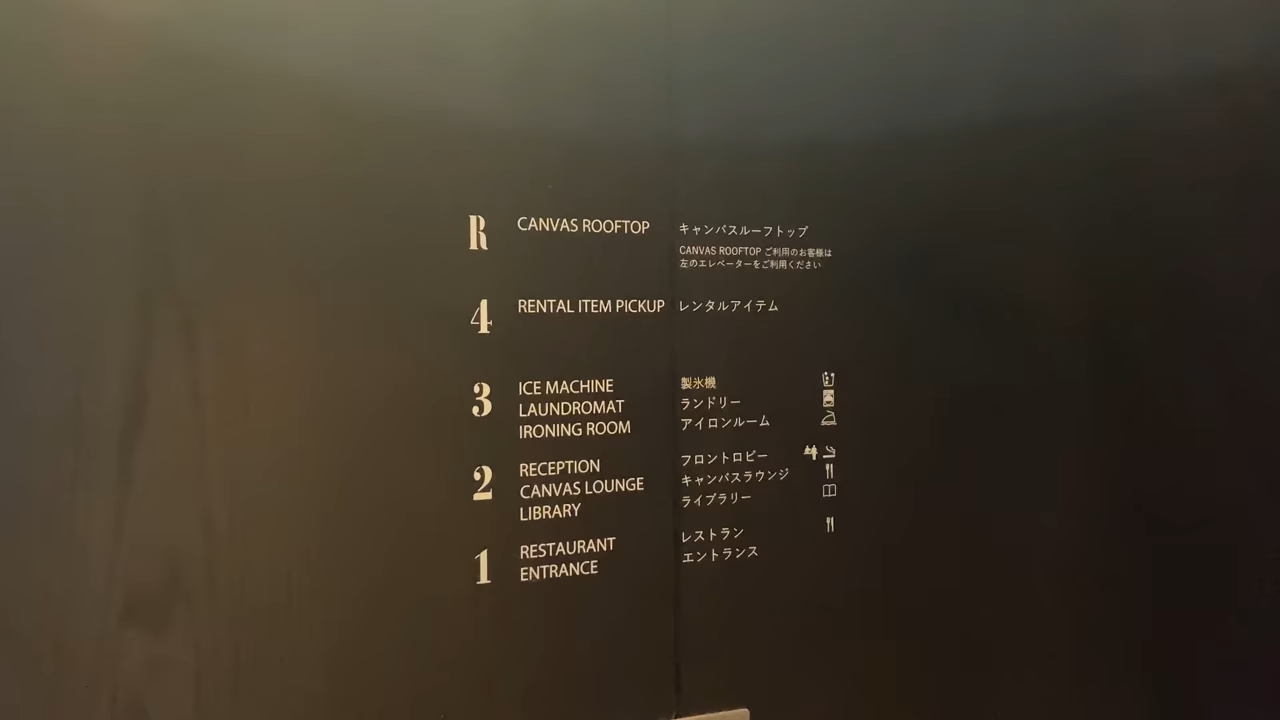 R CANVAS ROOFTOP キャンバスルーフトップ
CANVAS ROOFTOP ご利用のお客様は
左のエレベーターをご利用ください
4 RENTAL ITEM PICKUP レンタルアイテム
3 ICE MACHINE 製氷機
LAUNDROMAT ランドリー
IRONING ROOM アイロンルーム
2 RECEPTION フロントロビー
CANVAS LOUNGE キャンバスラウンジ
LIBRARY ライブラリー
1 RESTAURANT レストラン
ENTRANCE エントランス